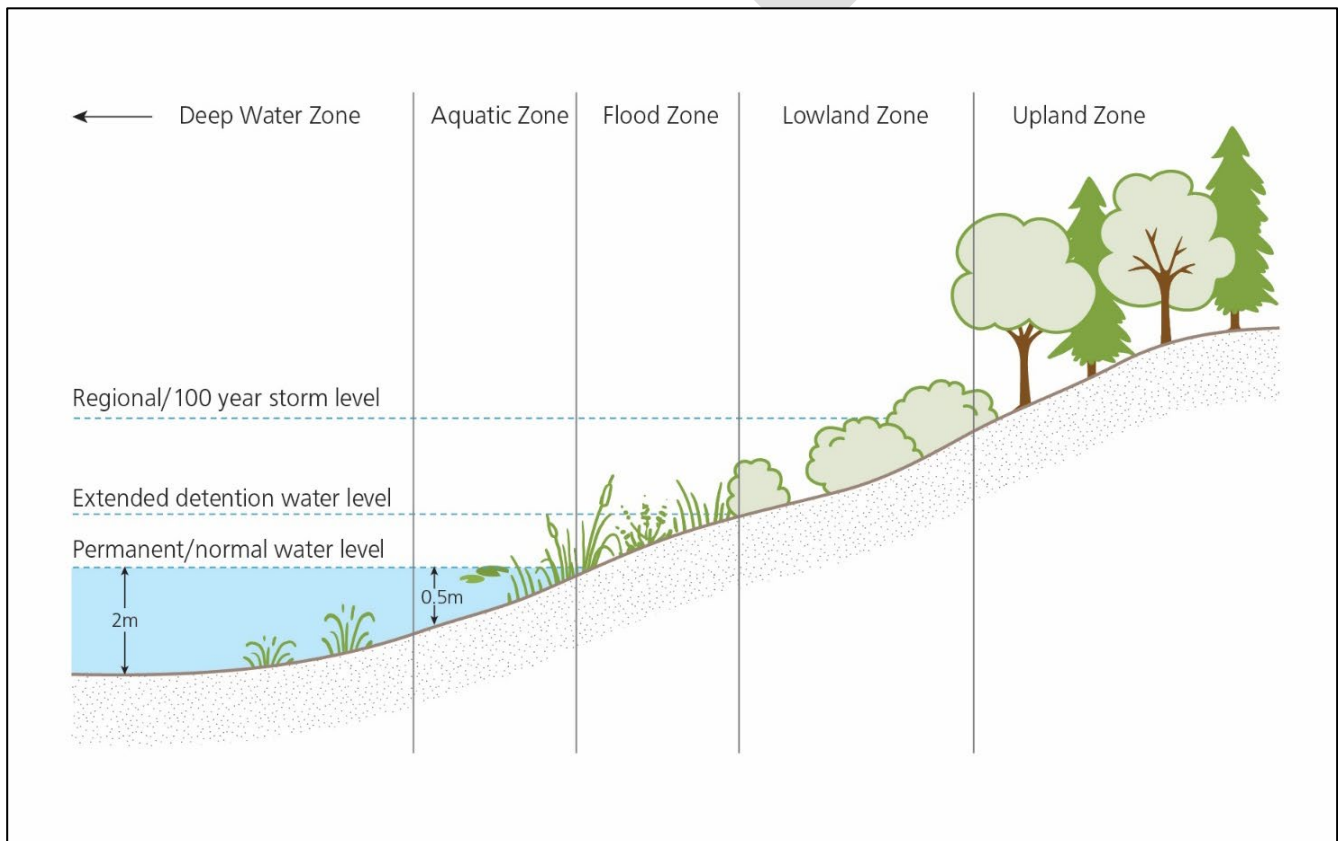 Deep Water Zone
Aquatic Zone
Flood Zone
Lowland Zone
Upland Zone
Regional/100 year storm level
Extended detention water level
Permanent/normal water level
2m
0.5m